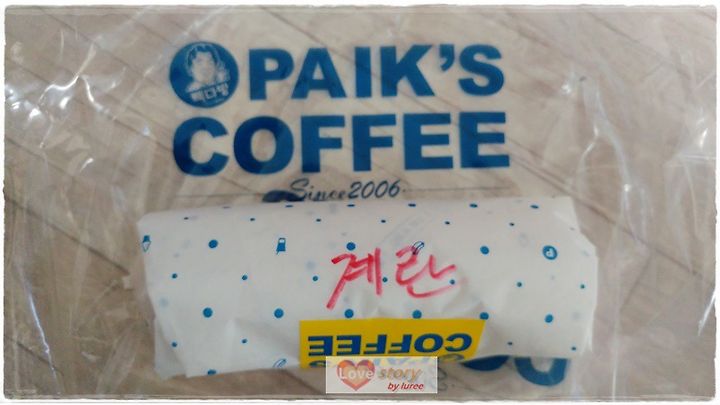 빽다방
PAIK'S
COFFEE
Since 2006
계란
COFFEE
P
Love story
by luree